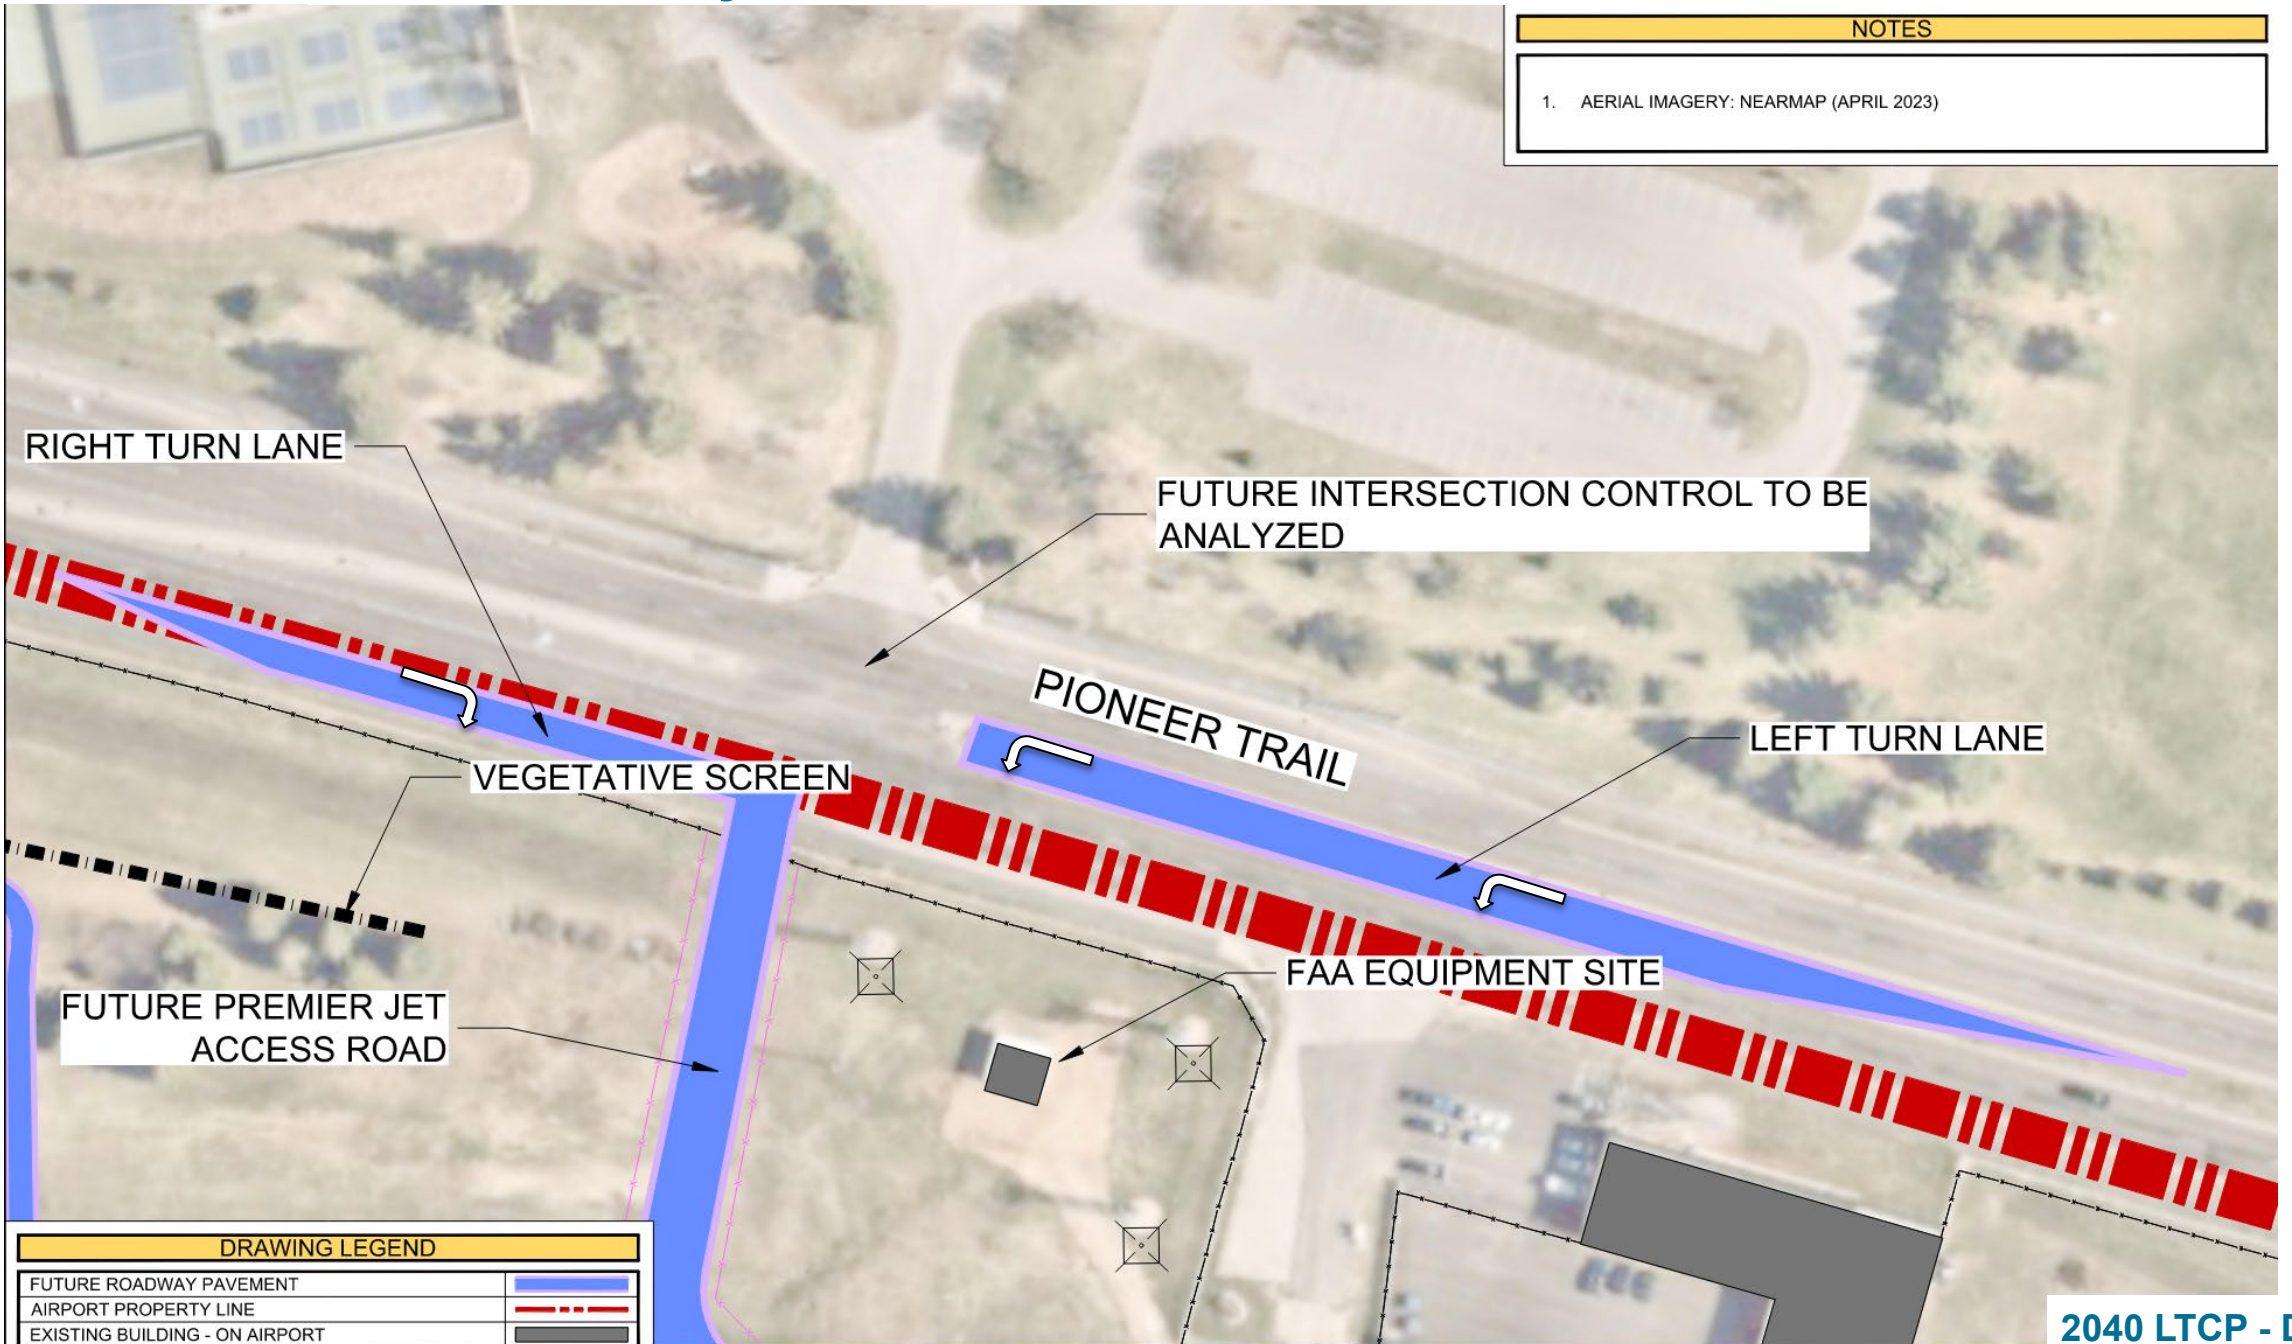 NOTES
1. AERIAL IMAGERY: NEARMAP (APRIL 2023)
RIGHT TURN LANE
FUTURE INTERSECTION CONTROL TO BE
ANALYZED
PIONEER TRAIL
LEFT TURN LANE
VEGETATIVE SCREEN
FAA EQUIPMENT SITE
FUTURE PREMIER JET
ACCESS ROAD
DRAWING LEGEND
FUTURE ROADWAY PAVEMENT
AIRPORT PROPERTY LINE
EXISTING BUILDING - ON AIRPORT
2040 LTCP -